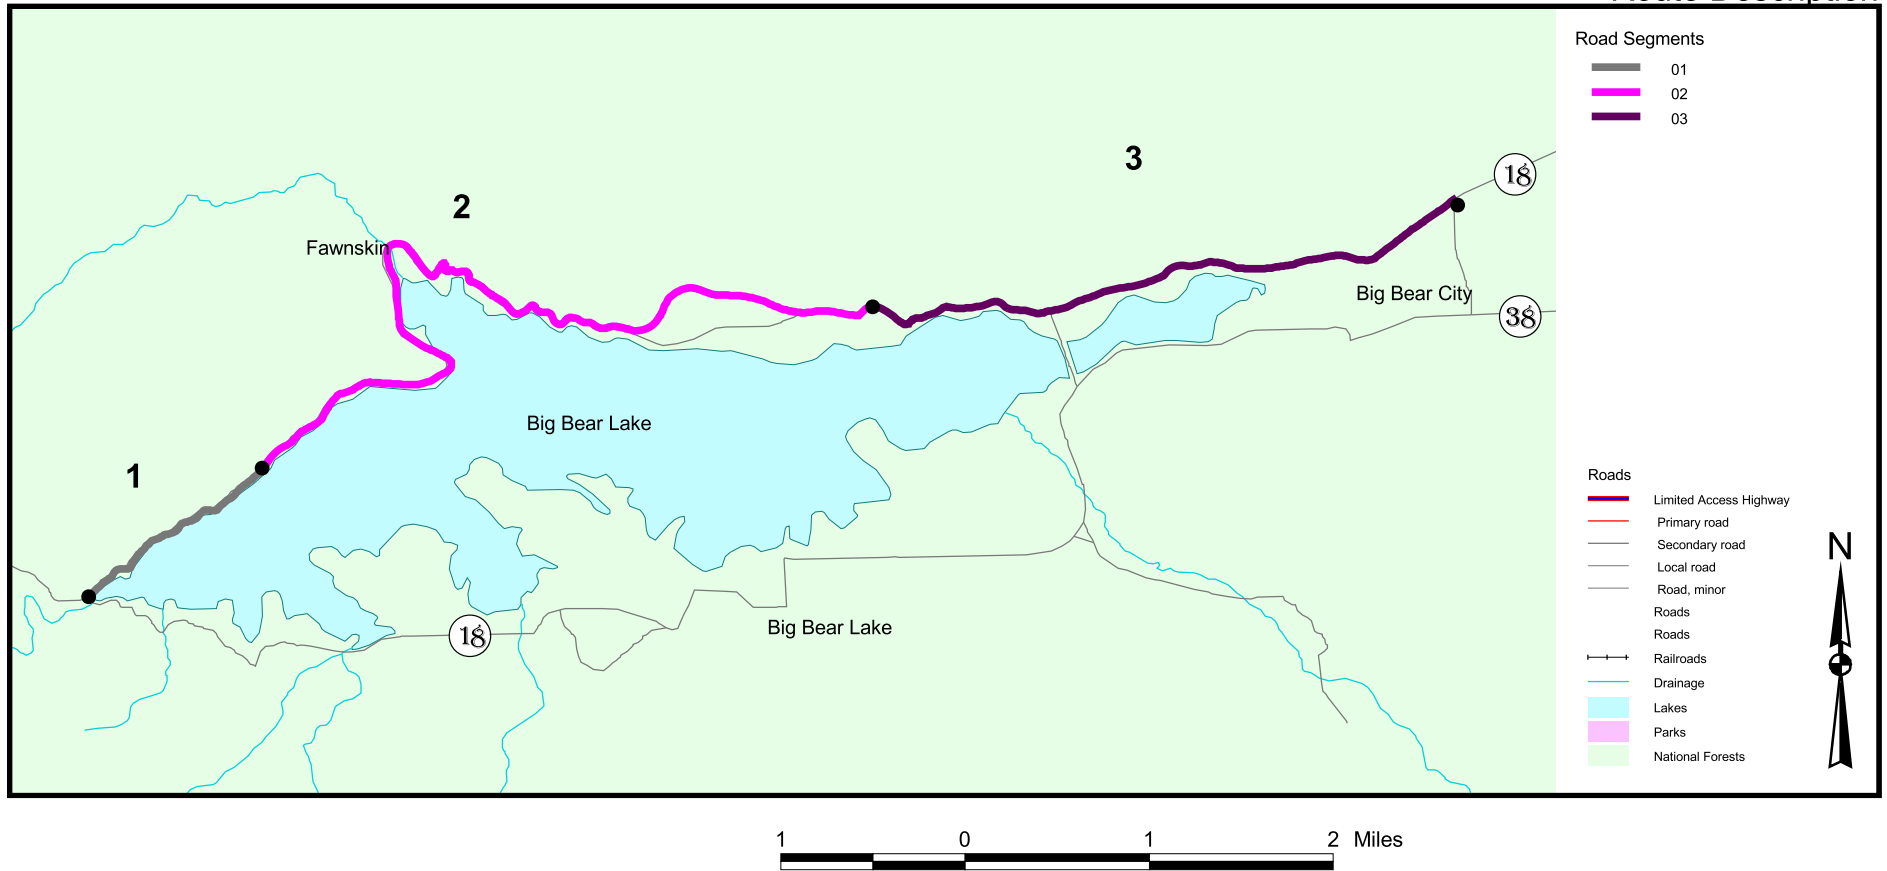 Route Description
Road Segments
01
02
03
3
18
2
Fawnskin
Big Bear City
38
Big Bear Lake
1
18
Big Bear Lake
Roads
Limited Access Highway
Primary road
Secondary road
Local road
Road, minor
Roads
Roads
Railroads
Drainage
Lakes
Parks
National Forests
N
1 0 1 2 Miles